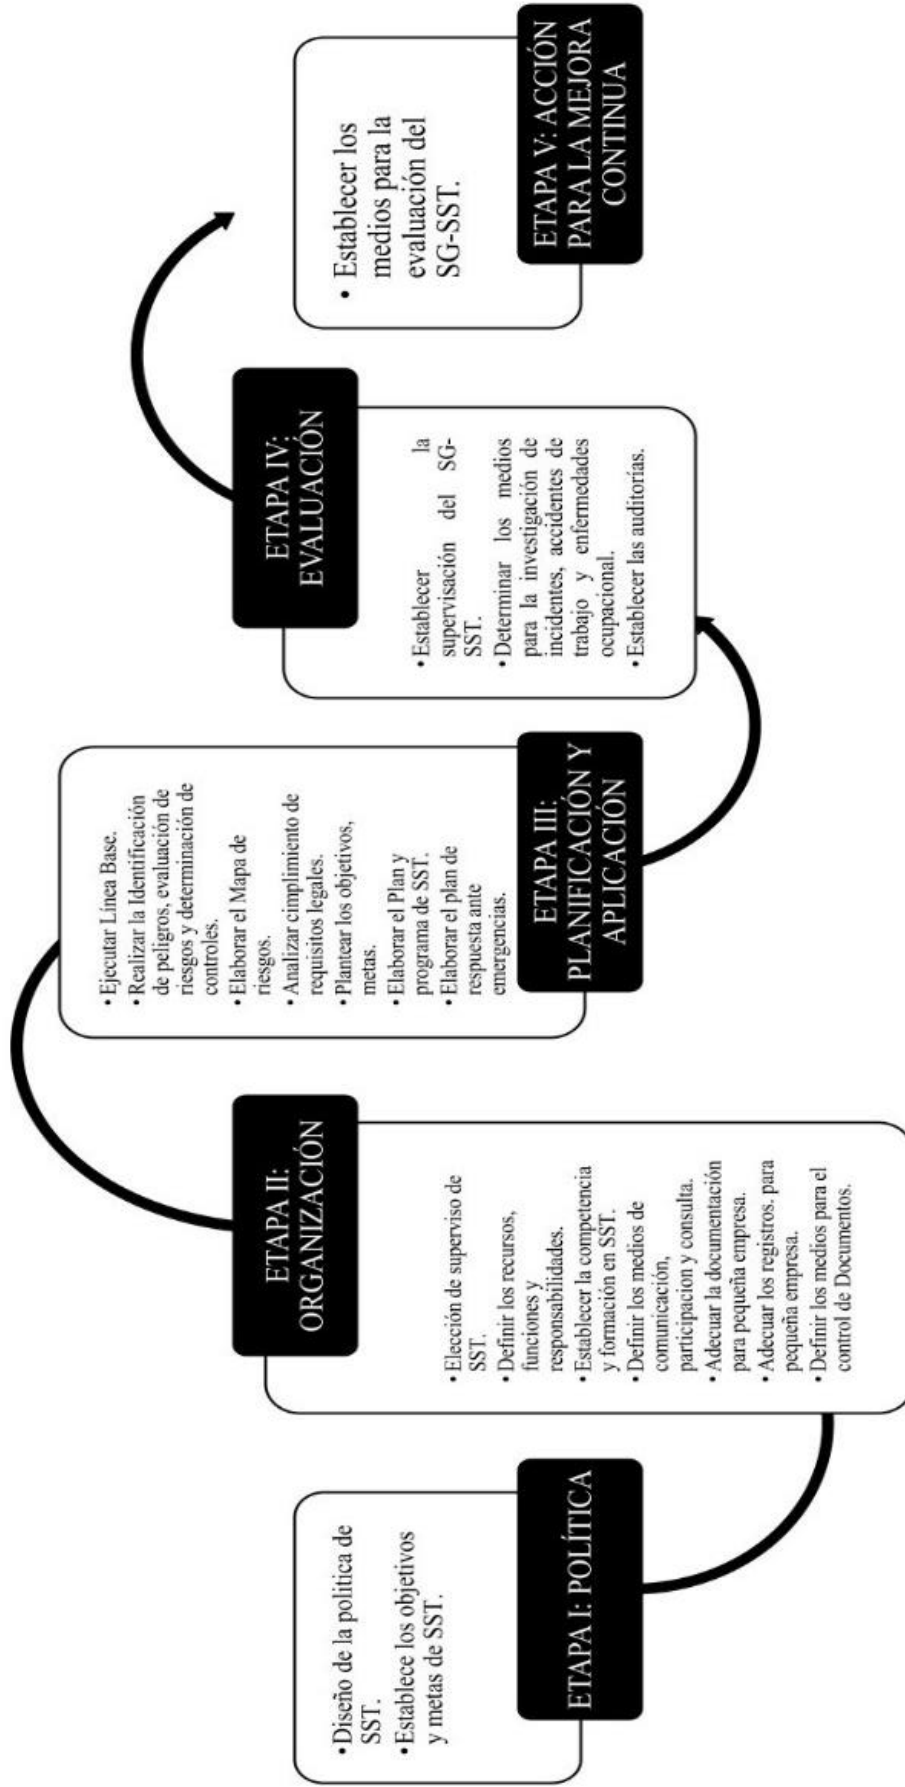 • Diseño de la politica de
SST.
• Establece los objetivos
y metas de SST.
ETAPA I: POLÍTICA
ETAPA II:
ORGANIZACIÓN
• Elección de superviso de
SST.
• Definir los recursos,
funciones y
responsabilidades.
• Establecer la competencia
y formación en SST.
• Definir los medios de
comunicación,
participacion y consulta.
• Adecuar la documentación
para pequeña empresa.
• Adecuar los registros. para
pequeña empresa.
• Definir los medios para el
control de Documentos.
• Ejecutar Línea Base.
• Realizar la Identificación
de peligros, evaluación de
riesgos y determinación de
controles.
• Elaborar el Mapa de
riesgos.
• Analizar cimplimiento de
requisitos legales.
• Plantear los objetivos,
metas.
• Elaborar el Plan y
programa de SST.
• Elaborar el plan de
respuesta ante
emergencias.
ETAPA III:
PLANIFICACIÓN Y
APLICACIÓN
ETAPA IV:
EVALUACIÓN
• Establecer la
supervisación del SG-
SST.
• Determinar los medios
para la investigación de
incidentes, accidentes de
trabajo y enfermedades
ocupacional.
• Establecer las auditorías.
• Establecer los
medios para la
evaluación del
SG-SST.
ETAPA V: ACCIÓN
PARA LA MEJORA
CONTINUA